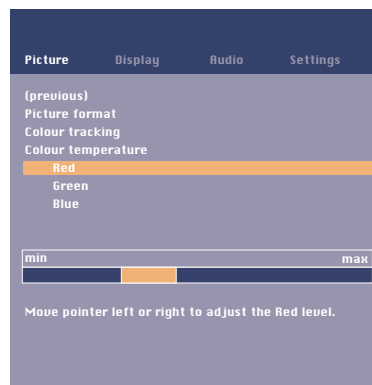 Picture Display Audio Settings
(previous)
Picture format
Colour tracking
Colour temperature
Red
Green
Blue
min max
Move pointer left or right to adjust the Red level.